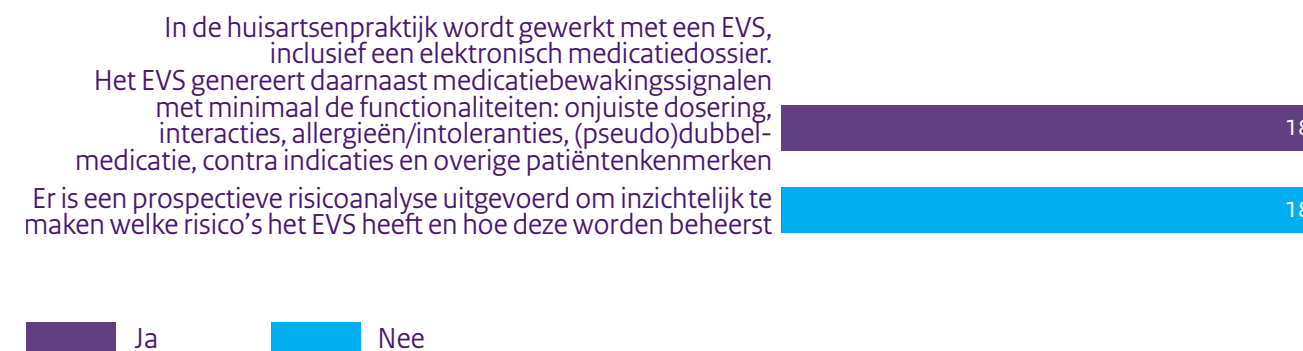 In de huisartsenpraktijk wordt gewerkt met een EVS,
inclusief een elektronisch medicatiedossier.
Het EVS genereert daarnaast medicatiebewakingssignalen
met minimaal de functionaliteiten: onjuiste dosering,
interacties, allergieën/intoleranties, (pseudo)dubbel-
medicatie, contra indicaties en overige patiëntenkenmerken
18
Er is een prospectieve risicoanalyse uitgevoerd om inzichtelijk te
maken welke risico's het EVS heeft en hoe deze worden beheerst
18
Ja
Nee